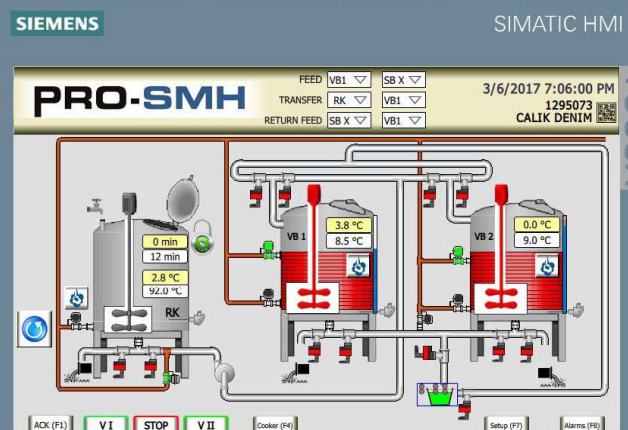 SIEMENS
SIMATIC HMI
PRO-SMH
FEED VB1 SB X
TRANSFER RK VB1
RETURN FEED SB X VB1
3/6/2017 7:06:00 PM
1295073
CALIK DENIM
0 min
12 min
2.8 °C
92.0 °C
RK
VB 1
3.8 °C
8.5 °C
VB 2
0.0 °C
9.0 °C
ACK (F1)
V I
STOP
V II
Cooker (F4)
Setup (F7)
Alarms (F8)